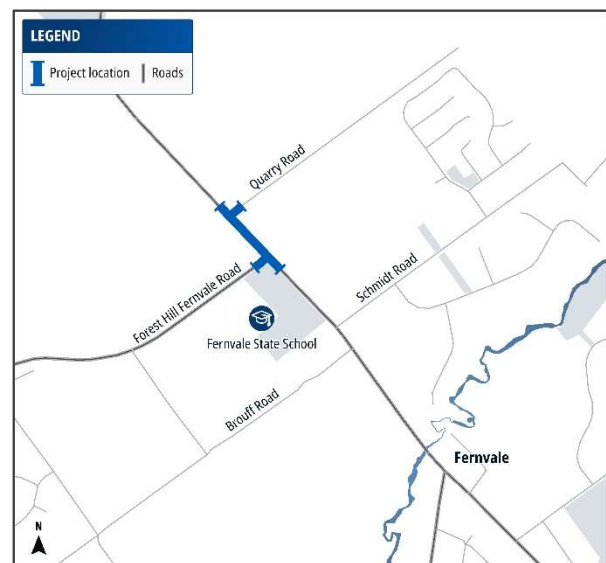 LEGEND
Project location
Roads
Quarry Road
Forest Hill Fernvale Road
Schmidt Road
Fernvale State School
Brouff Road
Fernvale
N